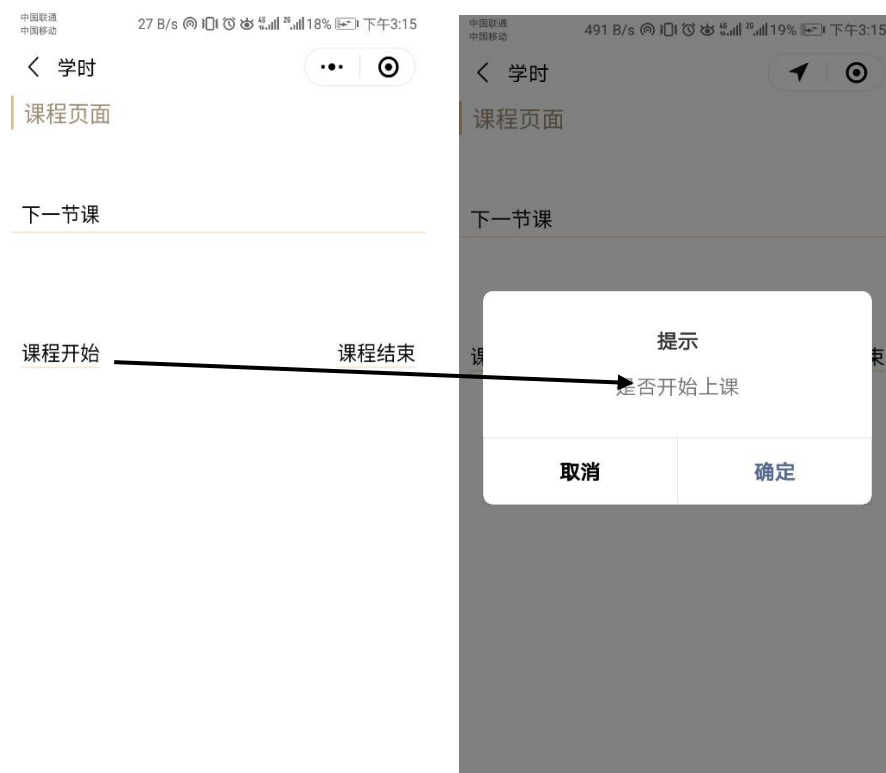 中国联通
中国移动
27 B/s 18% 下午3:15
学时
课程页面
下一节课
课程开始 课程结束
中国联通
中国移动
491 B/s 19% 下午3:15
学时
课程页面
下一节课
提示
是否开始上课
取消 确定